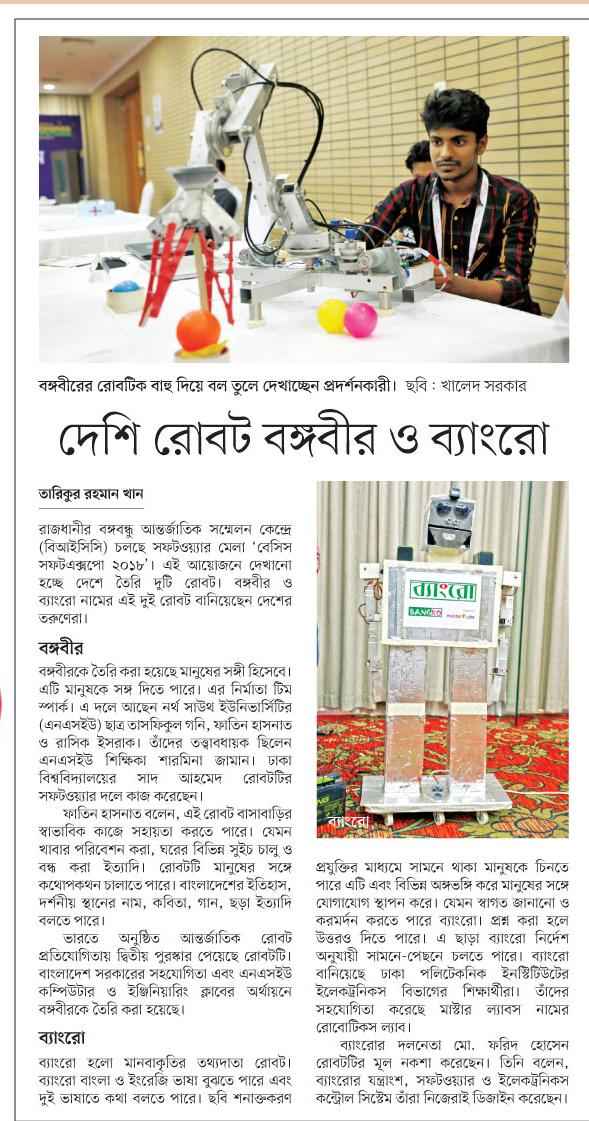 বঙ্গবীরের রোবটিক বাহু দিয়ে বল তুলে দেখাচ্ছেন প্রদর্শনকারী। ছবি : খালেদ সরকার
দেশি রোবট বঙ্গবীর ও ব্যাংরো
তারিকুর রহমান খান
রাজধানীর বঙ্গবন্ধু আন্তর্জাতিক সম্মেলন কেন্দ্রে
(বিআইসিসি) চলছে সফটওয়্যার মেলা ‘বেসিস
সফটএক্সপো ২০১৮’। এই আয়োজনে দেখানো
হচ্ছে দেশে তৈরি দুটি রোবট। বঙ্গবীর ও
ব্যাংরো নামের এই দুই রোবট বানিয়েছেন দেশের
তরুণেরা।
বঙ্গবীর
বঙ্গবীরকে তৈরি করা হয়েছে মানুষের সঙ্গী হিসেবে।
এটি মানুষকে সঙ্গ দিতে পারে। এর নির্মাতা টিম
স্পার্ক। এ দলে আছেন নর্থ সাউথ ইউনিভার্সিটির
(এনএসইউ) ছাত্র তাসফিকুল গনি, ফাতিন হাসনাত
ও রাসিক ইসরাক। তাঁদের তত্ত্বাবধায়ক ছিলেন
এনএসইউ শিক্ষিকা শারমিনা জামান। ঢাকা
বিশ্ববিদ্যালয়ের সাদ আহমেদ রোবটটির
সফটওয়্যার দলে কাজ করেছেন।
ফাতিন হাসনাত বলেন, এই রোবট বাসাবাড়ির
স্বাভাবিক কাজে সহায়তা করতে পারে। যেমন
খাবার পরিবেশন করা, ঘরের বিভিন্ন সুইচ চালু ও
বন্ধ করা ইত্যাদি। রোবটটি মানুষের সঙ্গে
কথোপকথন চালাতে পারে। বাংলাদেশের ইতিহাস,
দর্শনীয় স্থানের নাম, কবিতা, গান, ছড়া ইত্যাদি
বলতে পারে।
ভারতে অনুষ্ঠিত আন্তর্জাতিক রোবট
প্রতিযোগিতায় দ্বিতীয় পুরস্কার পেয়েছে রোবটটি।
বাংলাদেশ সরকারের সহযোগিতা এবং এনএসইউ
কম্পিউটার ও ইঞ্জিনিয়ারিং ক্লাবের অর্থায়নে
বঙ্গবীরকে তৈরি করা হয়েছে।
ব্যাংরো
ব্যাংরো হলো মানবাকৃতির তথ্যদাতা রোবট।
ব্যাংরো বাংলা ও ইংরেজি ভাষা বুঝতে পারে এবং
দুই ভাষাতে কথা বলতে পারে। ছবি শনাক্তকরণ
ব্যাংরো
BANGRO
ব্যাংরো
প্রযুক্তির মাধ্যমে সামনে থাকা মানুষকে চিনতে
পারে এটি এবং বিভিন্ন অঙ্গভঙ্গি করে মানুষের সঙ্গে
যোগাযোগ স্থাপন করে। যেমন স্বাগত জানানো ও
করমর্দন করতে পারে ব্যাংরো। প্রশ্ন করা হলে
উত্তরও দিতে পারে। এ ছাড়া ব্যাংরো নির্দেশ
অনুযায়ী সামনে-পেছনে চলতে পারে। ব্যাংরো
বানিয়েছে ঢাকা পলিটেকনিক ইনস্টিটিউটের
ইলেকট্রনিকস বিভাগের শিক্ষার্থীরা। তাঁদের
সহযোগিতা করেছে মাস্টার ল্যাবস নামের
রোবোটিকস ল্যাব।
ব্যাংরোর দলনেতা মো. ফরিদ হোসেন
রোবটটির মূল নকশা করেছেন। তিনি বলেন,
ব্যাংরোর যন্ত্রাংশ, সফটওয়্যার ও ইলেকট্রনিকস
কন্ট্রোল সিস্টেম তাঁরা নিজেরাই ডিজাইন করেছেন।